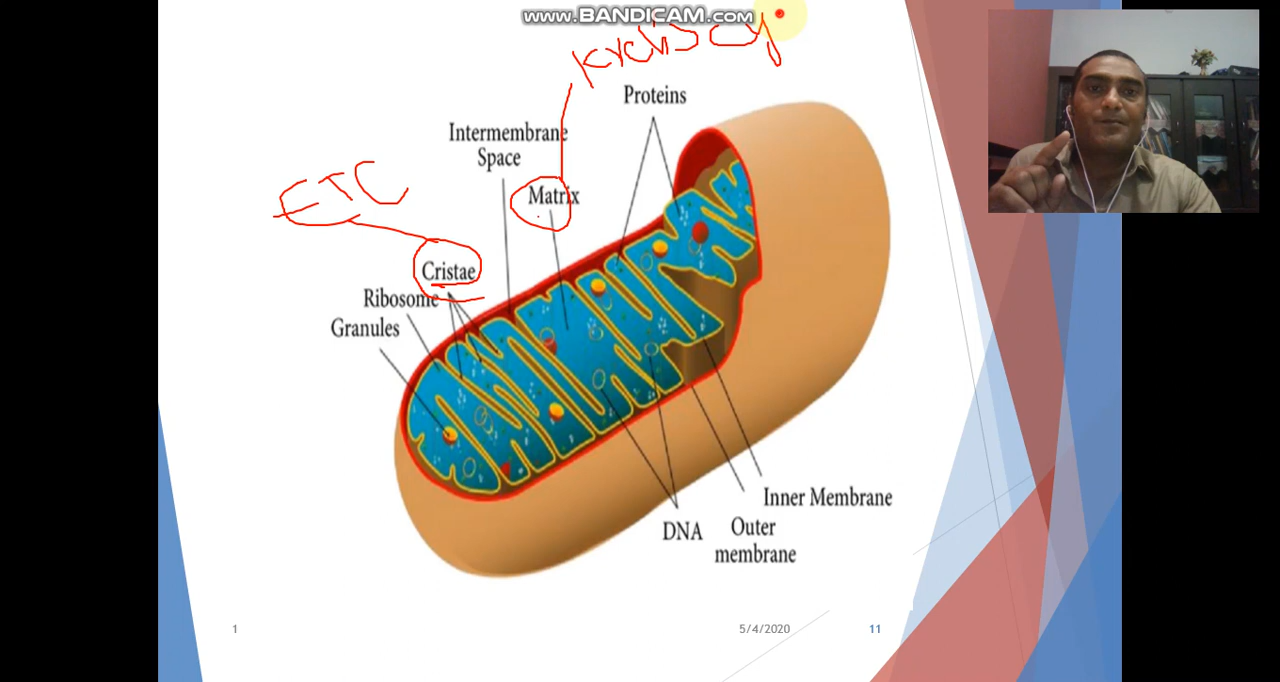 www.BANDICAM.com
Krebs cy
Proteins
Intermembrane
Space
Matrix
ETC
Cristae
Ribosome
Granules
Inner Membrane
DNA
Outer
membrane
1
5/4/2020
11